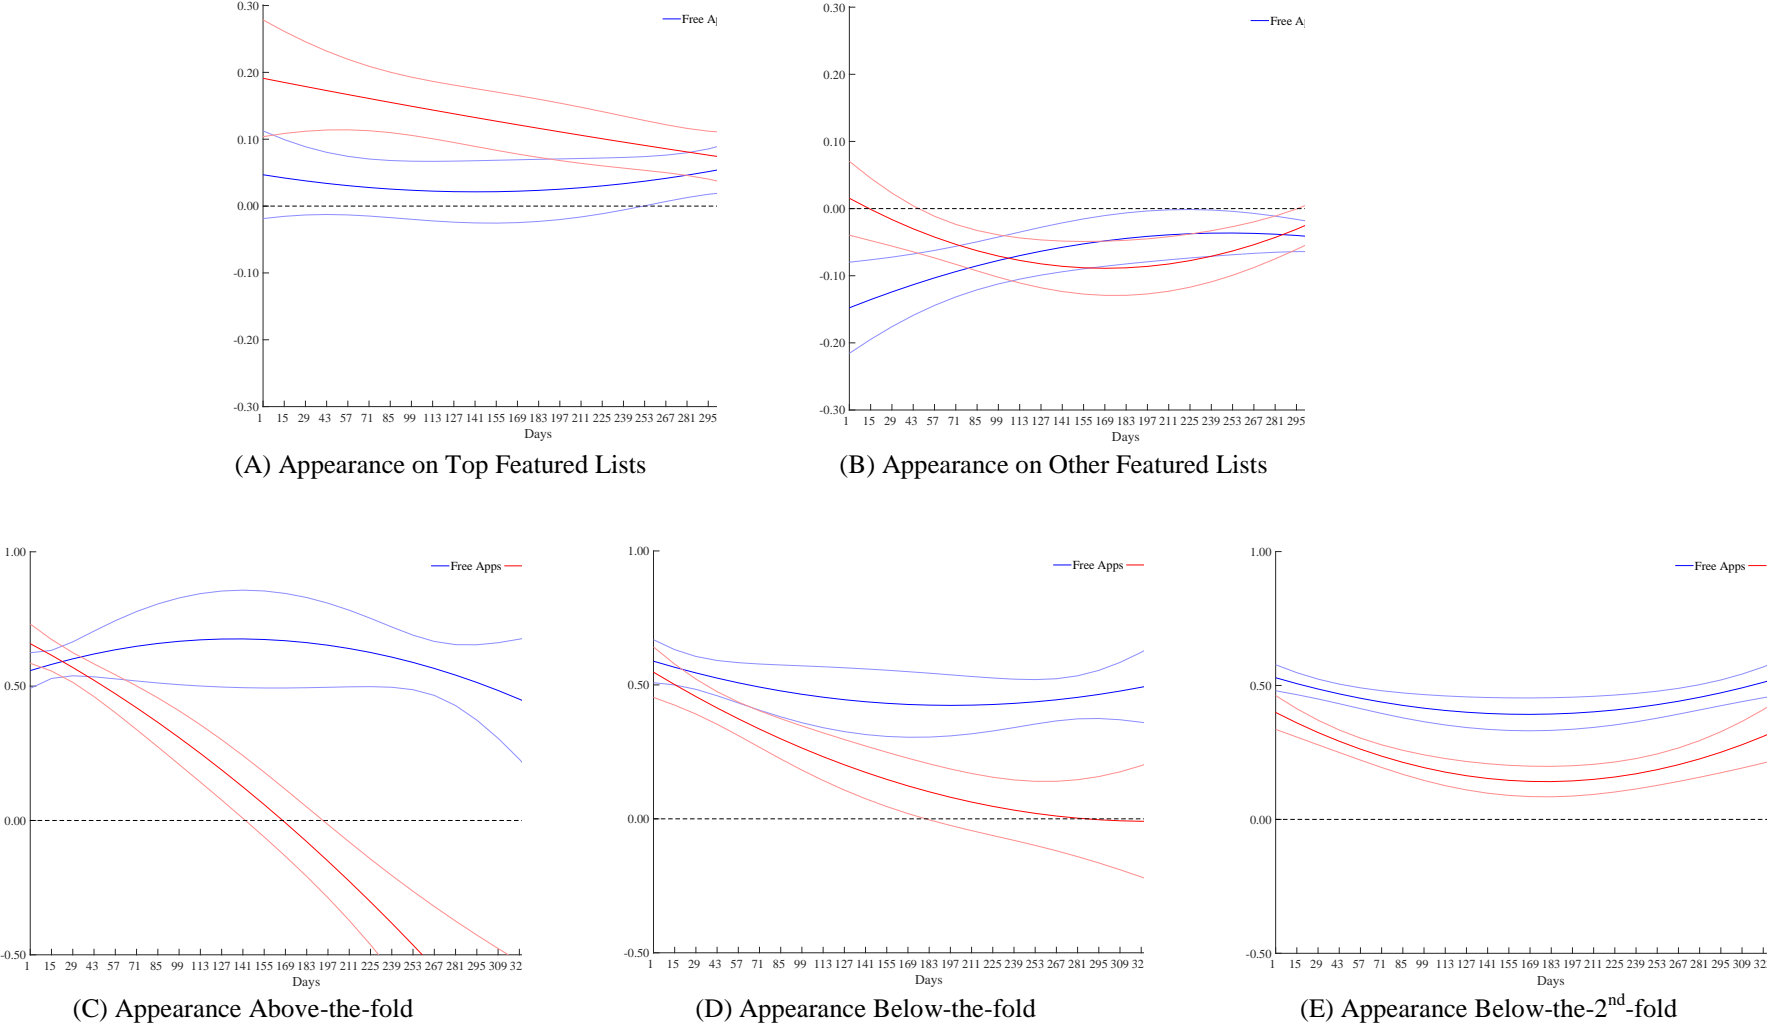 0.30
Free Ap
0.20
0.10
0.00
-0.10
-0.20
-0.30
1 15 29 43 57 71 85 99 113 127 141 155 169 183 197 211 225 239 253 267 281 295
Days
(A) Appearance on Top Featured Lists
0.30
Free A
0.20
0.10
0.00
-0.10
-0.20
-0.30
1 15 29 43 57 71 85 99 113 127 141 155 169 183 197 211 225 239 253 267 281 295
Days
(B) Appearance on Other Featured Lists
1.00
Free Apps
0.50
0.00
-0.50
1 15 29 43 57 71 85 99 113 127 141 155 169 183 197 211 225 239 253 267 281 295 309 32
Days
(C) Appearance Above-the-fold
1.00
Free Apps
0.50
0.00
-0.50
1 15 29 43 57 71 85 99 113 127 141 155 169 183 197 211 225 239 253 267 281 295 309 32
Days
(D) Appearance Below-the-fold
1.00
Free Apps
0.50
0.00
-0.50
1 15 29 43 57 71 85 99 113 127 141 155 169 183 197 211 225 239 253 267 281 295 309 32
Days
(E) Appearance Below-the-2nd-fold